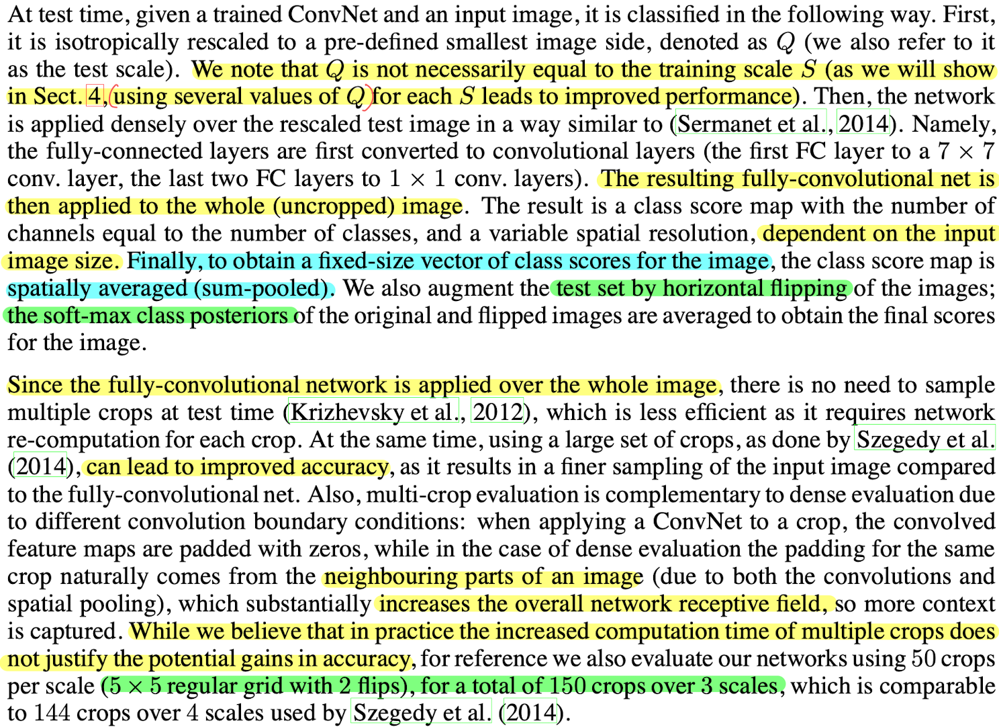 At test time, given a trained ConvNet and an input image, it is classified in the following way. First,
it is isotropically rescaled to a pre-defined smallest image side, denoted as Q (we also refer to it
as the test scale). We note that Q is not necessarily equal to the training scale S (as we will show
in Sect. 4, using several values of Q for each S leads to improved performance). Then, the network
is applied densely over the rescaled test image in a way similar to (Sermanet et al., 2014). Namely,
the fully-connected layers are first converted to convolutional layers (the first FC layer to a 7 × 7
conv. layer, the last two FC layers to 1 × 1 conv. layers). The resulting fully-convolutional net is
then applied to the whole (uncropped) image. The result is a class score map with the number of
channels equal to the number of classes, and a variable spatial resolution, dependent on the input
image size. Finally, to obtain a fixed-size vector of class scores for the image, the class score map is
spatially averaged (sum-pooled). We also augment the test set by horizontal flipping of the images;
the soft-max class posteriors of the original and flipped images are averaged to obtain the final scores
for the image.
Since the fully-convolutional network is applied over the whole image, there is no need to sample
multiple crops at test time (Krizhevsky et al., 2012), which is less efficient as it requires network
re-computation for each crop. At the same time, using a large set of crops, as done by Szegedy et al.
(2014), can lead to improved accuracy, as it results in a finer sampling of the input image compared
to the fully-convolutional net. Also, multi-crop evaluation is complementary to dense evaluation due
to different convolution boundary conditions: when applying a ConvNet to a crop, the convolved
feature maps are padded with zeros, while in the case of dense evaluation the padding for the same
crop naturally comes from the neighbouring parts of an image (due to both the convolutions and
spatial pooling), which substantially increases the overall network receptive field, so more context
is captured. While we believe that in practice the increased computation time of multiple crops does
not justify the potential gains in accuracy, for reference we also evaluate our networks using 50 crops
per scale (5 × 5 regular grid with 2 flips), for a total of 150 crops over 3 scales, which is comparable
to 144 crops over 4 scales used by Szegedy et al. (2014).